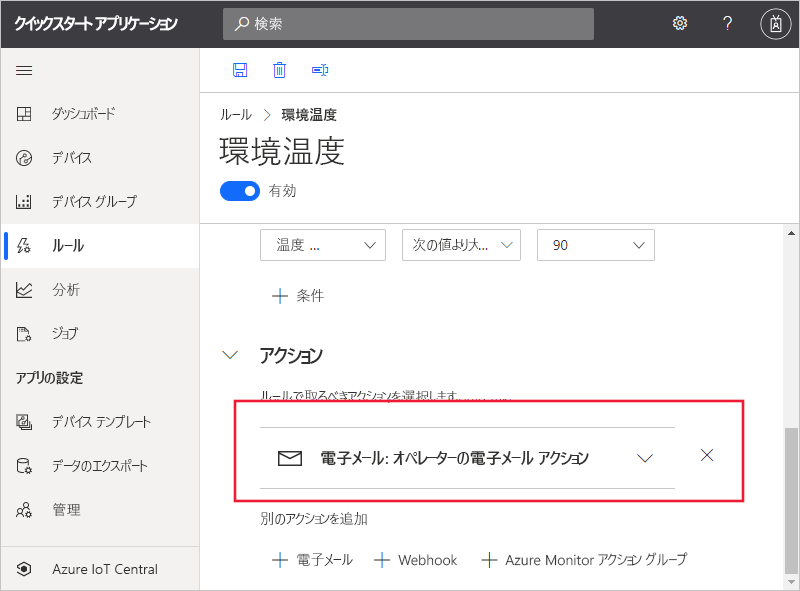 クイックスタート アプリケーション
検索
?
ダッシュボード
デバイス
デバイス グループ
ルール
分析
ジョブ
アプリの設定
デバイス テンプレート
データのエクスポート
管理
Azure IoT Central
ルール > 環境温度
環境温度
有効
温度 ... 次の値より大... 90
+ 条件
アクション
ルールで取るべきアクションを選択します。
電子メール: オペレーターの電子メール アクション
別のアクションを追加
+ 電子メール + Webhook + Azure Monitor アクション グループ